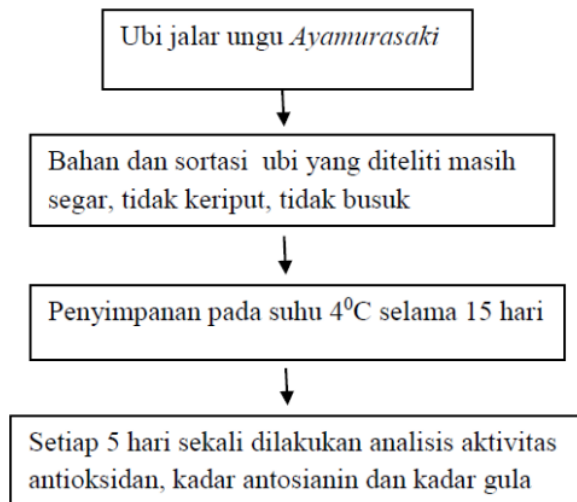 Ubi jalar ungu Ayamurasaki
Bahan dan sortasi ubi yang diteliti masih
segar, tidak keriput, tidak busuk
Penyimpanan pada suhu 4⁰C selama 15 hari
Setiap 5 hari sekali dilakukan analisis aktivitas
antioksidan, kadar antosianin dan kadar gula